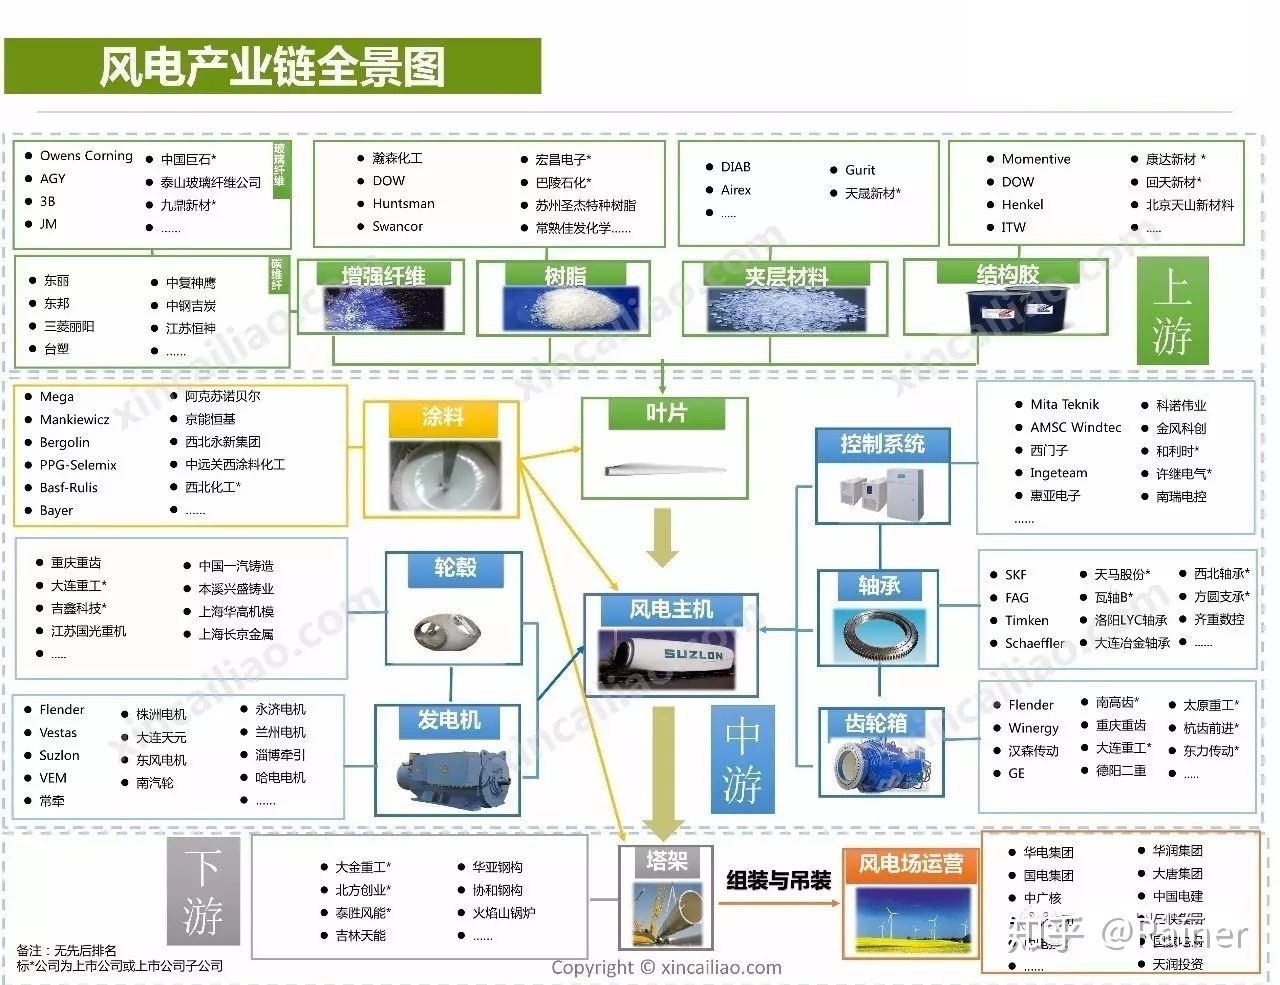 风电产业链全景图
Owens Corning
AGY
3B
JM
中国巨石*
泰山玻璃纤维公司
九鼎新材*
......
玻璃纤维
瀚森化工
DOW
Huntsman
Swancor
宏昌电子*
巴陵石化*
苏州圣杰特种树脂
常熟佳发化学......
DIAB
Airex
.....
Gurit
天晟新材*
Momentive
DOW
Henkel
ITW
康达新材 *
回天新材*
北京天山新材料
.....
东丽
东邦
三菱丽阳
台塑
中复神鹰
中钢吉炭
江苏恒神
......
碳维纤
增强纤维
树脂
夹层材料
结构胶
上游
Mega
Mankiewicz
Bergolin
PPG-Selemix
Basf-Rulis
Bayer
阿克苏诺贝尔
京能恒基
西北永新集团
中远关西涂料化工
西北化工*
......
涂料
叶片
控制系统
Mita Teknik
AMSC Windtec
西门子
Ingeteam
惠亚电子
......
科诺伟业
金风科创
和利时*
许继电气*
南瑞电控
重庆重齿
大连重工*
吉鑫科技*
江苏国光重机
.....
中国一汽铸造
本溪兴盛铸业
上海华高机模
上海长京金属
轮毂
风电主机
SUZLON
轴承
SKF
FAG
Timken
Schaeffler
天马股份*
瓦轴B*
洛阳LYC轴承
大连冶金轴承
西北轴承*
方圆支承*
齐重数控
......
Flender
Vestas
Suzlon
VEM
常牵
株洲电机
大连天元
东风电机
南汽轮
永济电机
兰州电机
淄博牵引
哈电电机
......
发电机
中游
齿轮箱
Flender
Winergy
汉森传动
GE
南高齿*
重庆重齿
大连重工*
德阳二重
太原重工*
杭齿前进*
东力传动*
.....
下游
大金重工*
北方创业*
泰胜风能*
吉林天能
华亚钢构
协和钢构
火焰山锅炉
......
塔架
组装与吊装
风电场运营
华电集团
国电集团
中广核
......
华润集团
大唐集团
中国电建
天润投资
备注：无先后排名
标*公司为上市公司或上市公司子公司
Copyright © xincailiao.com
知乎 @Rainer
xincailiao.com
xincailiao.com
xincailiao.com
xincailiao.com
xincailiao.com
xincailiao.com